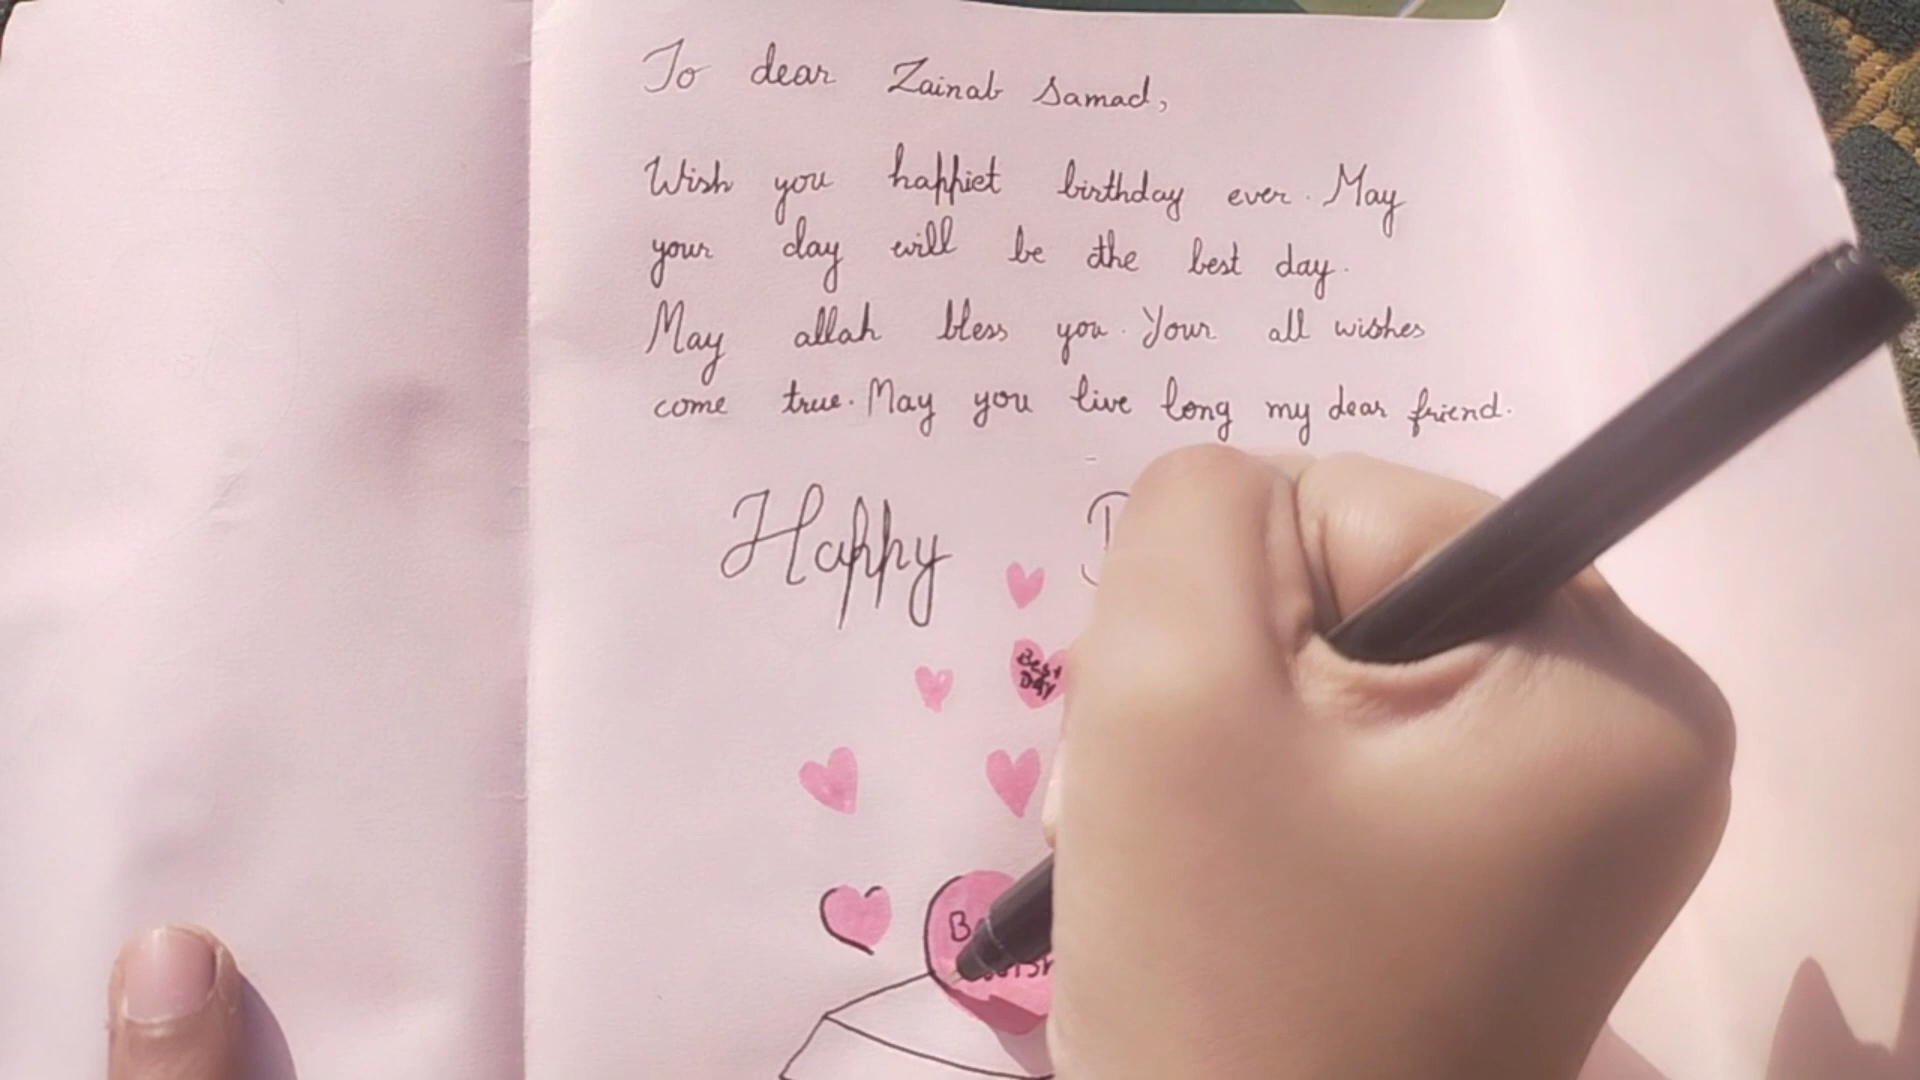 To dear Zainab Samad,
Wish you happiet birthday ever. May
your day will be the best day.
May allah bless you. Your all wishes
come true. May you live long my dear friend.
Happy
Best
Day